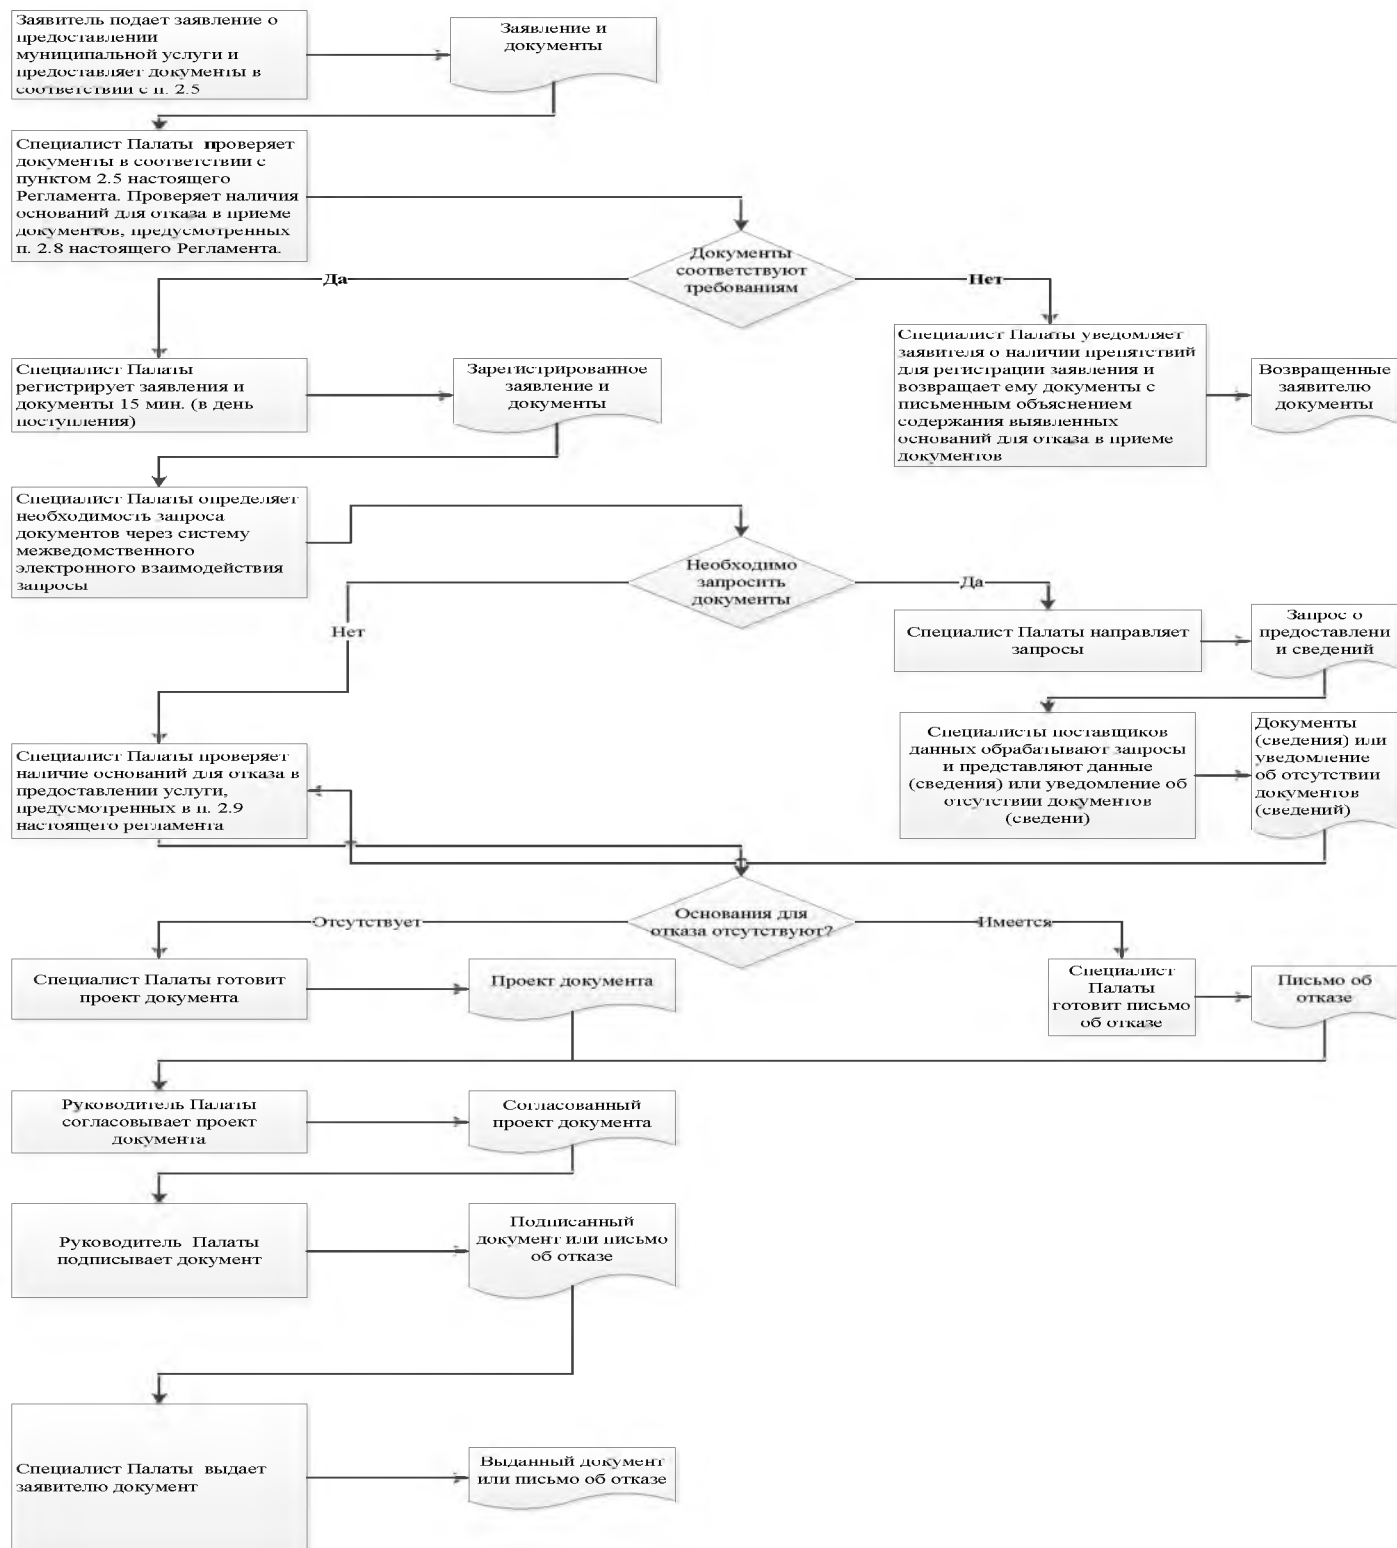 Заявитель подает заявление о
предоставлении
муниципальной услуги и
предоставляет документы в
соответствии с п. 2.5
Заявление и
документы
Специалист Палаты проверяет
документы в соответствии с
пунктом 2.5 настоящего
Регламента. Проверяет наличия
оснований для отказа в приеме
документов, предусмотренных
п. 2.8 настоящего Регламента.
Документы
соответствуют
требованиям
Да
Нет
Специалист Палаты
регистрирует заявления и
документы 15 мин. (в день
поступления)
Зарегистрированное
заявление и
документы
Специалист Палаты уведомляет
заявителя о наличии препятствий
для регистрации заявления и
возвращает ему документы с
письменным объяснением
содержания выявленных
оснований для отказа в приеме
документов
Возвращенные
заявителю
документы
Специалист Палаты определяет
необходимость запроса
документов через систему
межведомственного
электронного взаимодействия
запросы
Необходимо
запросить
документы
Да
Нет
Специалист Палаты направляет
запросы
Запрос о
предоставлени
и сведений
Специалисты поставщиков
данных обрабатывают запросы
и представляют данные
(сведения) или уведомление об
отсутствии документов
(сведени)
Документы
(сведения) или
уведомление
об отсутствии
документов
(сведений)
Специалист Палаты проверяет
наличие оснований для отказа в
предоставлении услуги,
предусмотренных в п. 2.9
настоящего регламента
Основания для
отказа отсутствуют?
Отсутствует
Имеется
Специалист Палаты готовит
проект документа
Проект документа
Специалист
Палаты
готовит письмо
об отказе
Письмо об
отказе
Руководитель Палаты
согласовывает проект
документа
Согласованный
проект документа
Руководитель Палаты
подписывает документ
Подписанный
документ или письмо
об отказе
Специалист Палаты выдает
заявителю документ
Выданный документ
или письмо об отказе